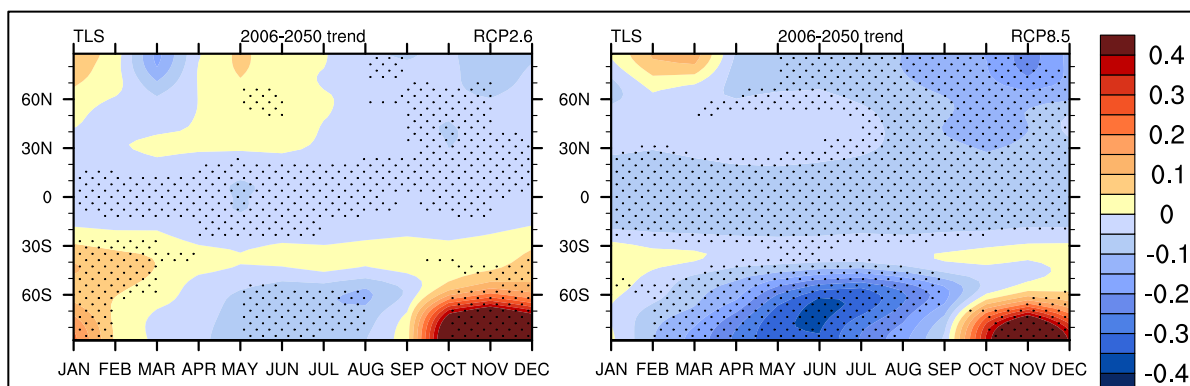 TLS 2006-2050 trend RCP2.6
TLS 2006-2050 trend RCP8.5
60N
30N
0
30S
60S
JAN FEB MAR APR MAY JUN JUL AUG SEP OCT NOV DEC
60N
30N
0
30S
60S
JAN FEB MAR APR MAY JUN JUL AUG SEP OCT NOV DEC
0.4
0.3
0.2
0.1
0
-0.1
-0.2
-0.3
-0.4